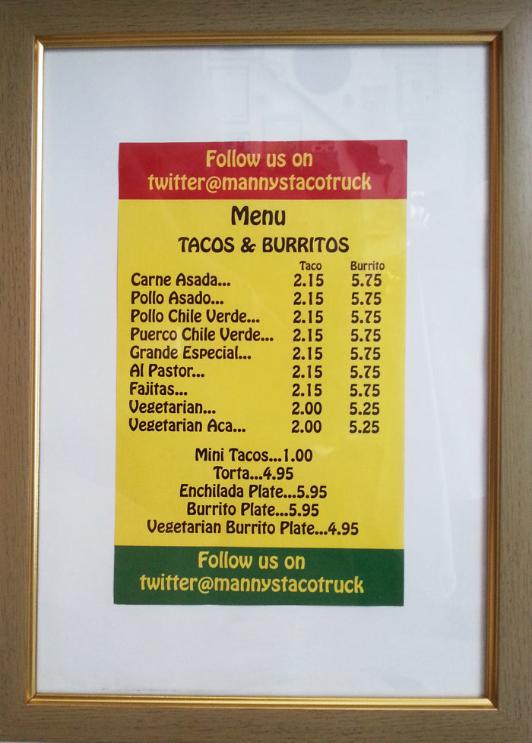 Follow us on
twitter@mannystacotruck
Menu
TACOS & BURRITOS
Taco Burrito
Carne Asada... 2.15 5.75
Pollo Asado... 2.15 5.75
Pollo Chile Verde... 2.15 5.75
Puerco Chile Verde... 2.15 5.75
Grande Especial... 2.15 5.75
Al Pastor... 2.15 5.75
Fajitas... 2.15 5.75
Vegetarian... 2.00 5.25
Vegetarian Aca... 2.00 5.25
Mini Tacos...1.00
Torta...4.95
Enchilada Plate...5.95
Burrito Plate...5.95
Vegetarian Burrito Plate...4.95
Follow us on
twitter@mannystacotruck